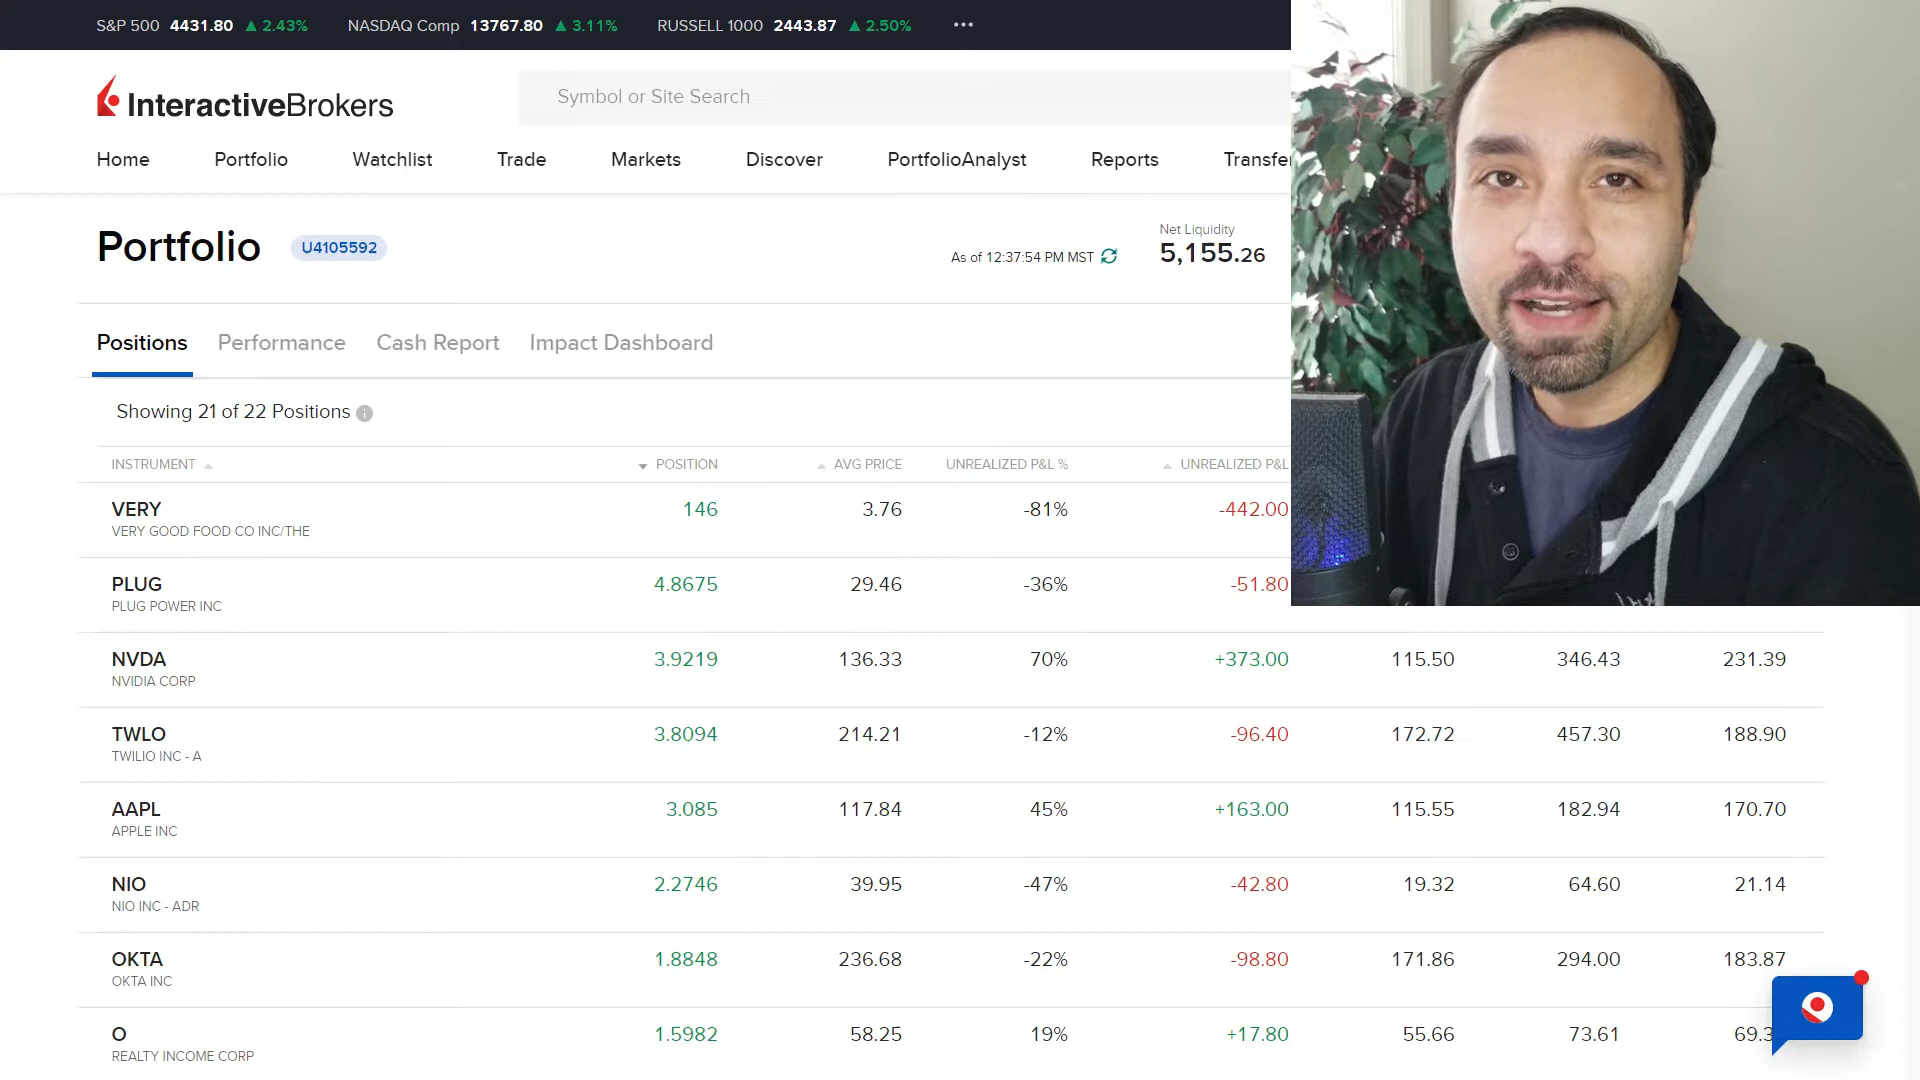 S&P 500 4431.80 ▲ 2.43% NASDAQ Comp 13767.80 ▲ 3.11% RUSSELL 1000 2443.87 ▲ 2.50% •••
InteractiveBrokers
Symbol or Site Search
Home Portfolio Watchlist Trade Markets Discover PortfolioAnalyst Reports Transfer
Portfolio U4105592
As of 12:37:54 PM MST
Net Liquidity
5,155.26
Positions Performance Cash Report Impact Dashboard
Showing 21 of 22 Positions
INSTRUMENT POSITION AVG PRICE UNREALIZED P&L % UNREALIZED P&L
VERY 146 3.76 -81% -442.00
VERY GOOD FOOD CO INC/THE
PLUG 4.8675 29.46 -36% -51.80
PLUG POWER INC
NVDA 3.9219 136.33 70% +373.00 115.50 346.43 231.39
NVIDIA CORP
TWLO 3.8094 214.21 -12% -96.40 172.72 457.30 188.90
TWILIO INC - A
AAPL 3.085 117.84 45% +163.00 115.55 182.94 170.70
APPLE INC
NIO 2.2746 39.95 -47% -42.80 19.32 64.60 21.14
NIO INC - ADR
OKTA 1.8848 236.68 -22% -98.80 171.86 294.00 183.87
OKTA INC
O 1.5982 58.25 19% +17.80 55.66 73.61
REALTY INCOME CORP